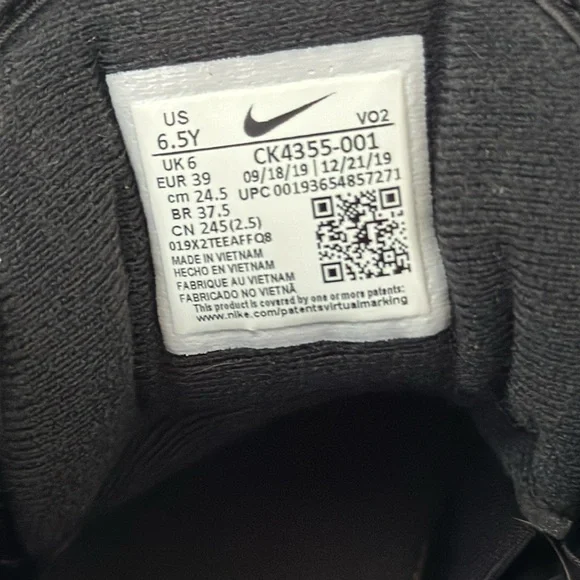 US
6.5Y
VO2
UK 6
CK4355-001
EUR 39
09/18/19 | 12/21/19
cm 24.5
UPC 00193654857271
BR 37.5
CN 245(2.5)
019X2TEEAFFQ8
MADE IN VIETNAM
HECHO EN VIETNAM
FABRIQUE AU VIETNAM
FABRICADO NO VIETNÃ
This product is covered by one or more patents:
www.nike.com/patentsvirtualmarking